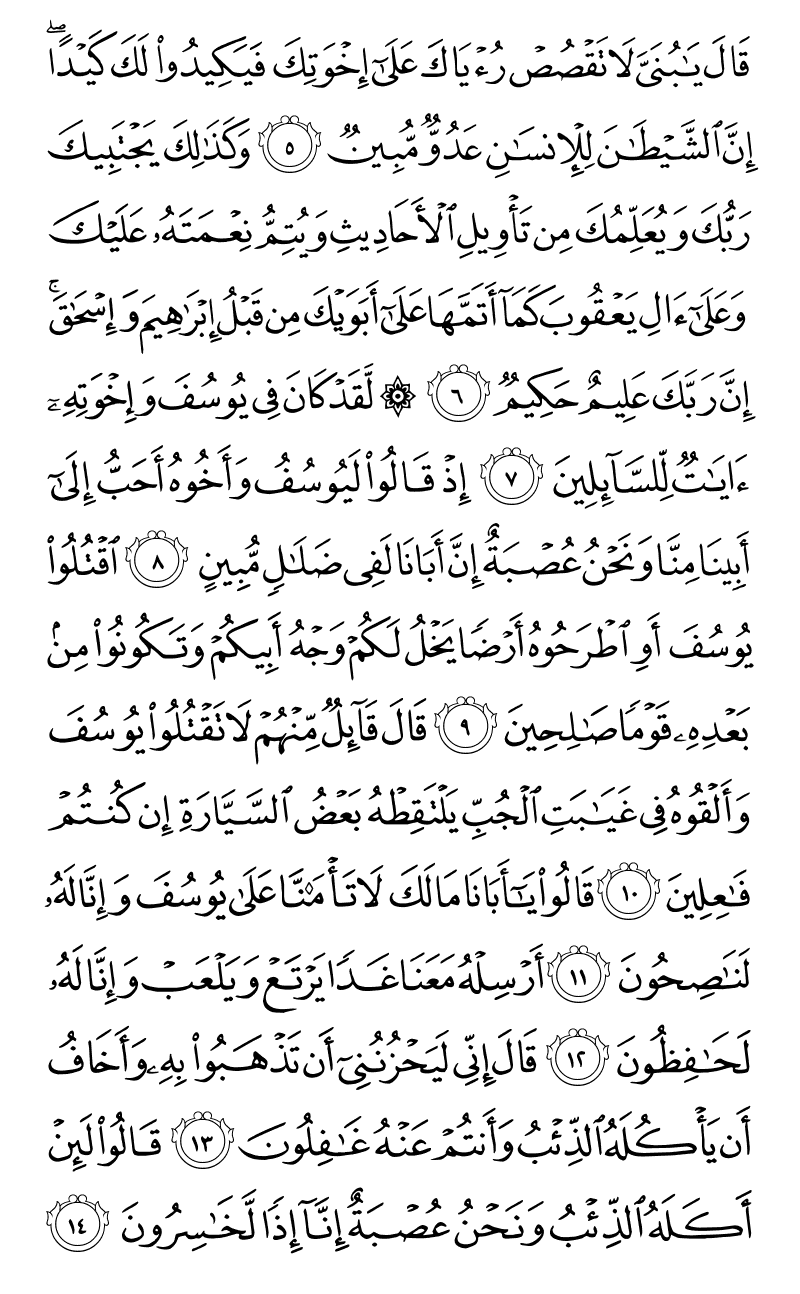 قَالَ يَٰبُنَيَّ لَا تَقۡصُصۡ رُءۡيَاكَ عَلَىٰٓ إِخۡوَتِكَ فَيَكِيدُواْ لَكَ كَيۡدًاۖ
إِنَّ ٱلشَّيۡطَٰنَ لِلۡإِنسَٰنِ عَدُوّٞ مُّبِينٞ ٥ وَكَذَٰلِكَ يَجۡتَبِيكَ
رَبُّكَ وَيُعَلِّمُكَ مِن تَأۡوِيلِ ٱلۡأَحَادِيثِ وَيُتِمُّ نِعۡمَتَهُۥ عَلَيۡكَ
وَعَلَىٰٓ ءَالِ يَعۡقُوبَ كَمَآ أَتَمَّهَا عَلَىٰٓ أَبَوَيۡكَ مِن قَبۡلُ إِبۡرَٰهِيمَ وَإِسۡحَٰقَۚ
إِنَّ رَبَّكَ عَلِيمٌ حَكِيمٞ ٦ ۞ لَّقَدۡ كَانَ فِي يُوسُفَ وَإِخۡوَتِهِۦٓ
ءَايَٰتٞ لِّلسَّآئِلِينَ ٧ إِذۡ قَالُواْ لَيُوسُفُ وَأَخُوهُ أَحَبُّ إِلَىٰٓ
أَبِينَا مِنَّا وَنَحۡنُ عُصۡبَةٌ إِنَّ أَبَانَا لَفِي ضَلَٰلٖ مُّبِينٍ ٨ ٱقۡتُلُواْ
يُوسُفَ أَوِ ٱطۡرَحُوهُ أَرۡضٗا يَخۡلُ لَكُمۡ وَجۡهُ أَبِيكُمۡ وَتَكُونُواْ مِنۢ
بَعۡدِهِۦ قَوۡمٗا صَٰلِحِينَ ٩ قَالَ قَآئِلٞ مِّنۡهُمۡ لَا تَقۡتُلُواْ يُوسُفَ
وَأَلۡقُوهُ فِي غَيَٰبَتِ ٱلۡجُبِّ يَلۡتَقِطۡهُ بَعۡضُ ٱلسَّيَّارَةِ إِن كُنتُمۡ
فَٰعِلِينَ ١٠ قَالُواْ يَٰٓأَبَانَا مَالَكَ لَا تَأۡمَ۬نَّا عَلَىٰ يُوسُفَ وَإِنَّا لَهُۥ
لَنَٰصِحُونَ ١١ أَرۡسِلۡهُ مَعَنَا غَدٗا يَرۡتَعۡ وَيَلۡعَبۡ وَإِنَّا لَهُۥ
لَحَٰفِظُونَ ١٢ قَالَ إِنِّي لَيَحۡزُنُنِيٓ أَن تَذۡهَبُواْ بِهِۦ وَأَخَافُ
أَن يَأۡكُلَهُ ٱلذِّئۡبُ وَأَنتُمۡ عَنۡهُ غَٰفِلُونَ ١٣ قَالُواْ لَئِنۡ
أَكَلَهُ ٱلذِّئۡبُ وَنَحۡنُ عُصۡبَةٌ إِنَّآ إِذٗا لَّخَٰسِرُونَ ١٤